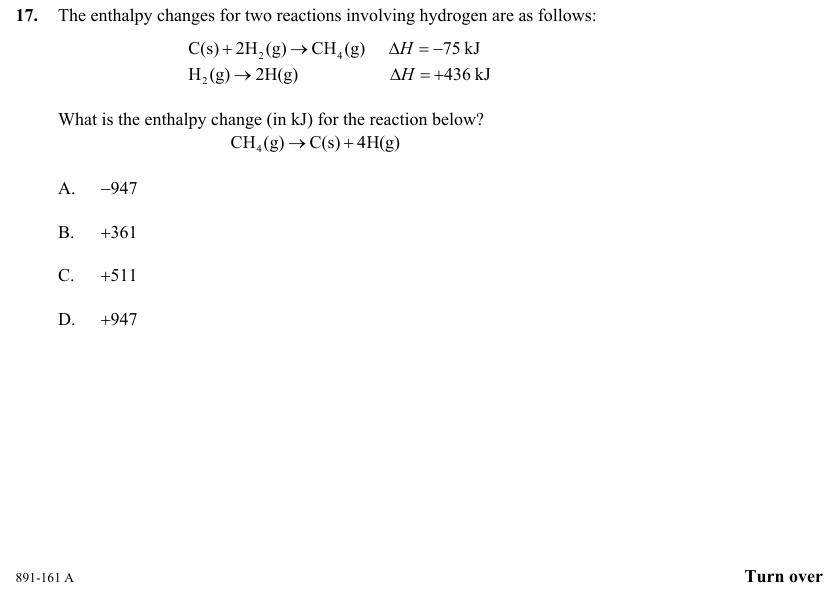 17. The enthalpy changes for two reactions involving hydrogen are as follows:
C(s) + 2H₂(g) → CH₄(g) ΔH = –75 kJ
H₂(g) → 2H(g) ΔH = +436 kJ
What is the enthalpy change (in kJ) for the reaction below?
CH₄(g) → C(s) + 4H(g)
A. –947
B. +361
C. +511
D. +947
891-161 A Turn over